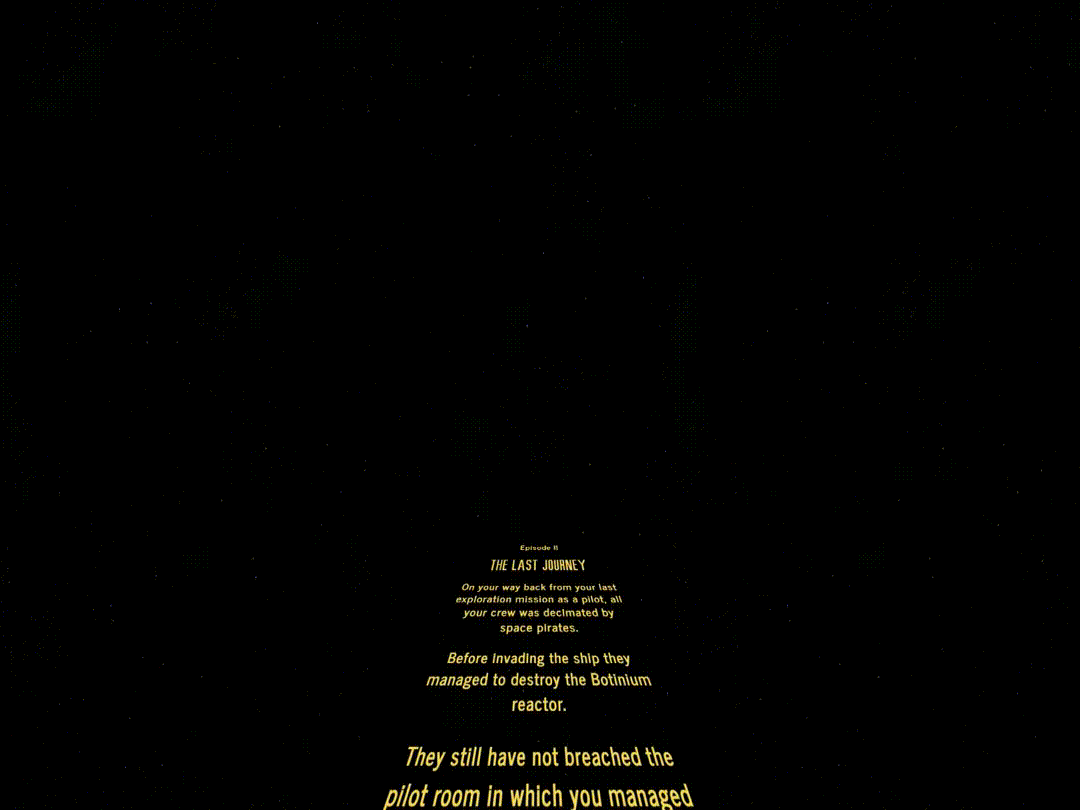 Episode II
THE LAST JOURNEY
On your way back from your last
exploration mission as a pilot, all
your crew was decimated by
space pirates.
Before invading the ship they
managed to destroy the Botinium
reactor.
They still have not breached the
pilot room in which you managed